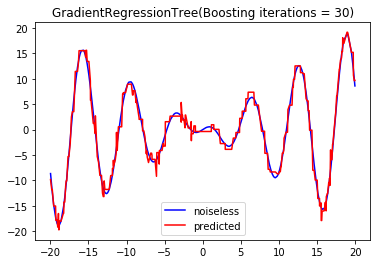 GradientRegressionTree(Boosting iterations = 30)
20
15
10
5
0
−5
−10
−15
−20
noiseless
predicted
−20 −15 −10 −5 0 5 10 15 20